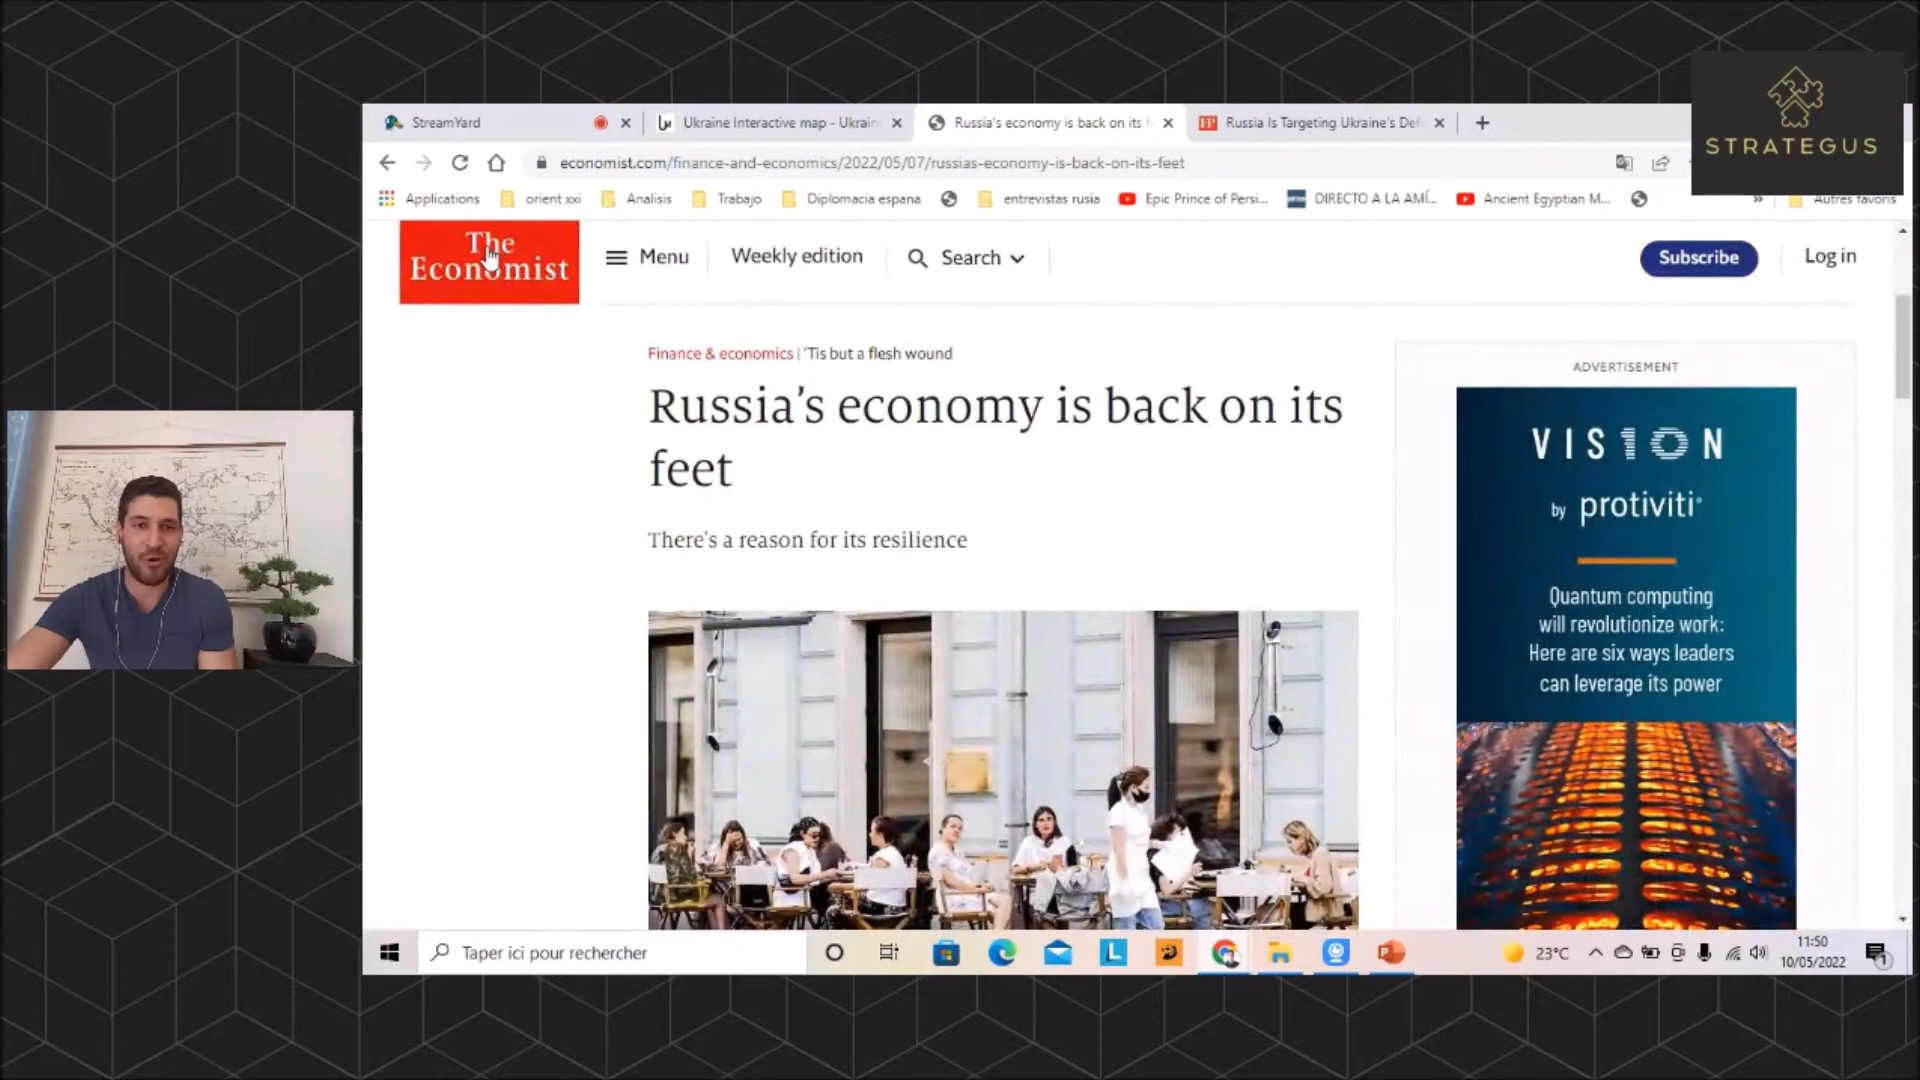 STRATEGUS
StreamYard
Ukraine Interactive map - Ukrain
Russia's economy is back on its
FP
Russia Is Targeting Ukraine's Def
economist.com/finance-and-economics/2022/05/07/russias-economy-is-back-on-its-feet
Applications
orient xxi
Analisis
Trabajo
Diplomacia espana
entrevistas rusia
Epic Prince of Persi...
DIRECTO A LA AMÍ...
Ancient Egyptian M...
Autres favoris
The
Economist
Menu
Weekly edition
Search
Subscribe
Log in
Finance & economics | 'Tis but a flesh wound
Russia's economy is back on its
feet
There's a reason for its resilience
ADVERTISEMENT
VIS10N
by protiviti
Quantum computing
will revolutionize work:
Here are six ways leaders
can leverage its power
Taper ici pour rechercher
23°C
11:50
10/05/2022